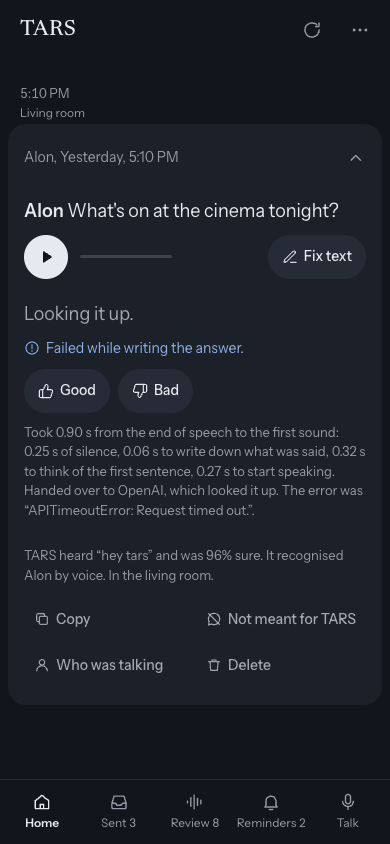 TARS
5:10 PM
Living room
Alon, Yesterday, 5:10 PM
Alon What's on at the cinema tonight?
Fix text
Looking it up.
Failed while writing the answer.
Good
Bad
Took 0.90 s from the end of speech to the first sound:
0.25 s of silence, 0.06 s to write down what was said, 0.32 s
to think of the first sentence, 0.27 s to start speaking.
Handed over to OpenAI, which looked it up. The error was
“APITimeoutError: Request timed out.”.
TARS heard “hey tars” and was 96% sure. It recognised
Alon by voice. In the living room.
Copy
Not meant for TARS
Who was talking
Delete
Home
Sent 3
Review 8
Reminders 2
Talk